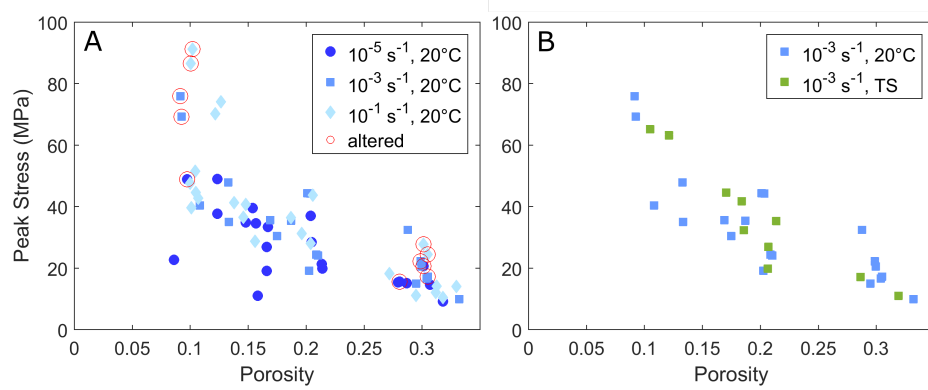 A
10⁻⁵ s⁻¹, 20°C
10⁻³ s⁻¹, 20°C
10⁻¹ s⁻¹, 20°C
altered
100
80
60
40
20
0
Peak Stress (MPa)
0 0.05 0.1 0.15 0.2 0.25 0.3
Porosity
B
10⁻³ s⁻¹, 20°C
10⁻³ s⁻¹, TS
100
80
60
40
20
0
0 0.05 0.1 0.15 0.2 0.25 0.3
Porosity